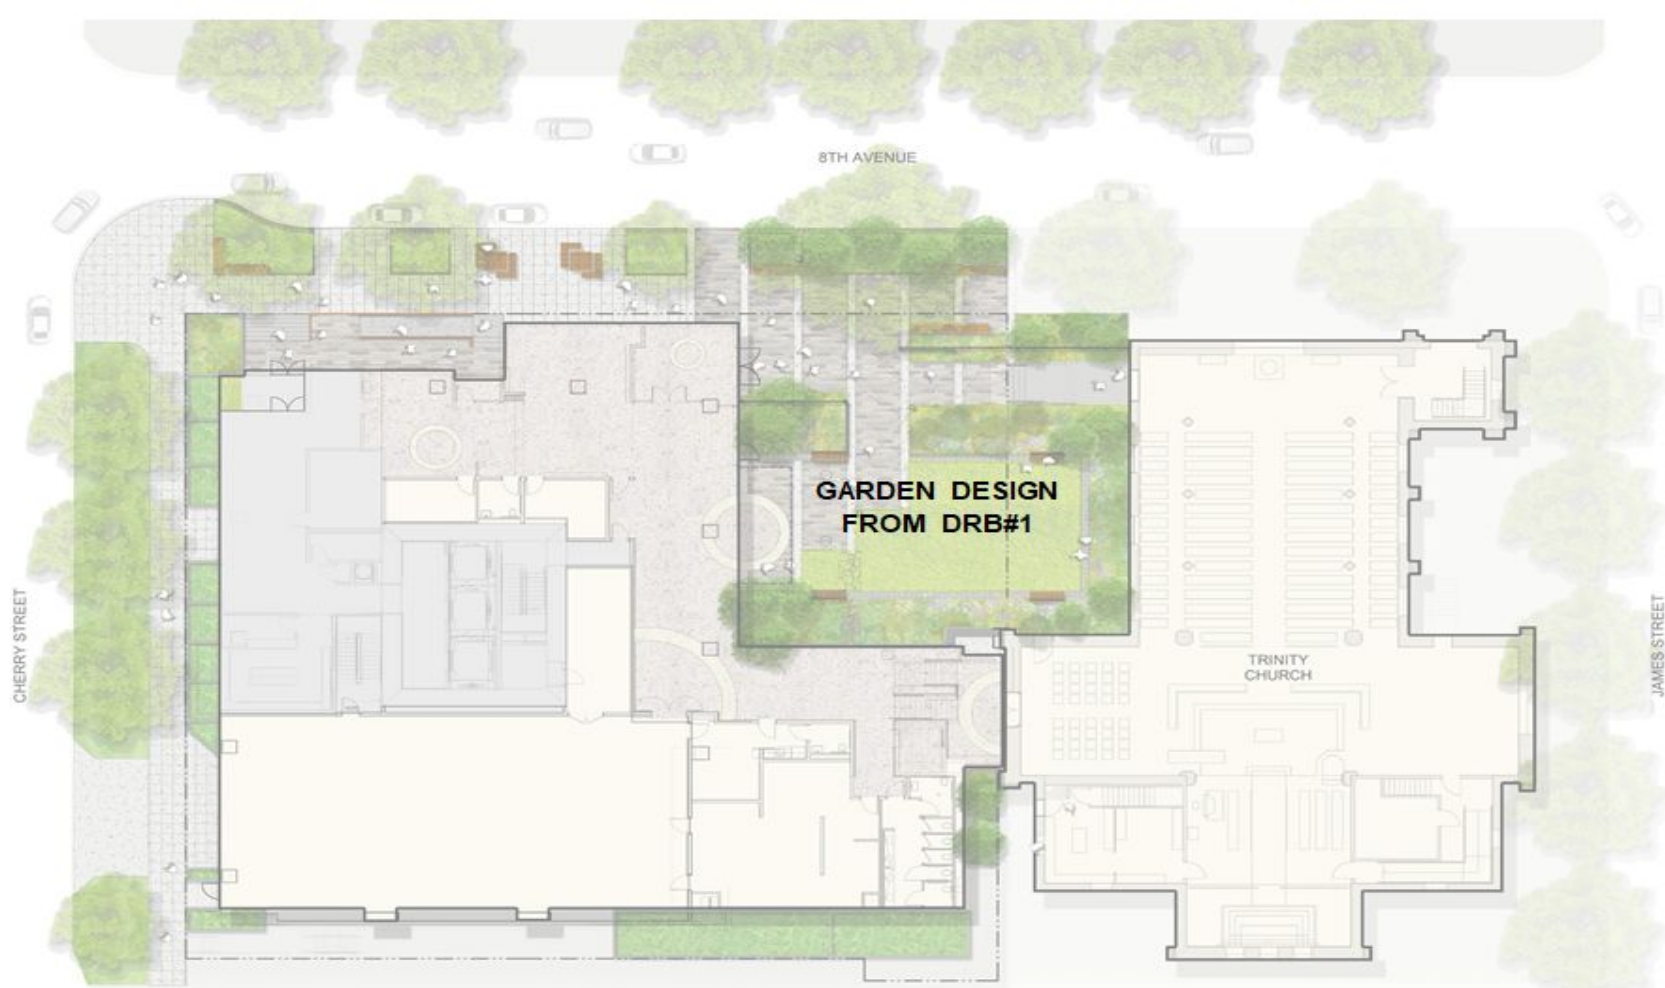 8TH AVENUE
GARDEN DESIGN
FROM DRB#1
CHERRY STREET
JAMES STREET
TRINITY
CHURCH